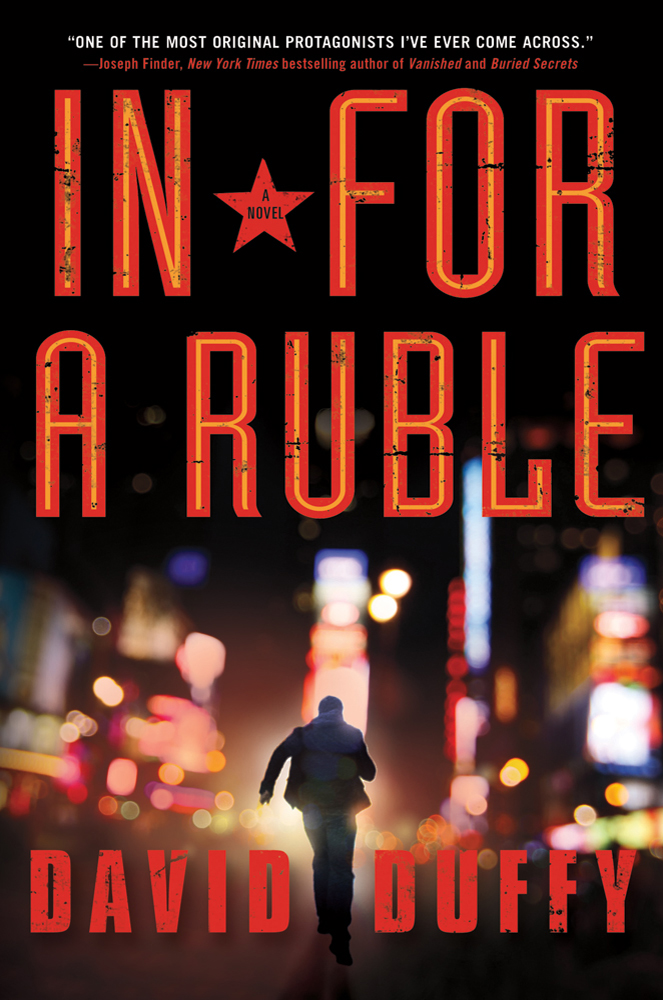 “ONE OF THE MOST ORIGINAL PROTAGONISTS I’VE EVER COME ACROSS.”
—Joseph Finder, New York Times bestselling author of Vanished and Buried Secrets
IN ★ FOR
A
NOVEL
A RUBLE
DAVID DUFFY